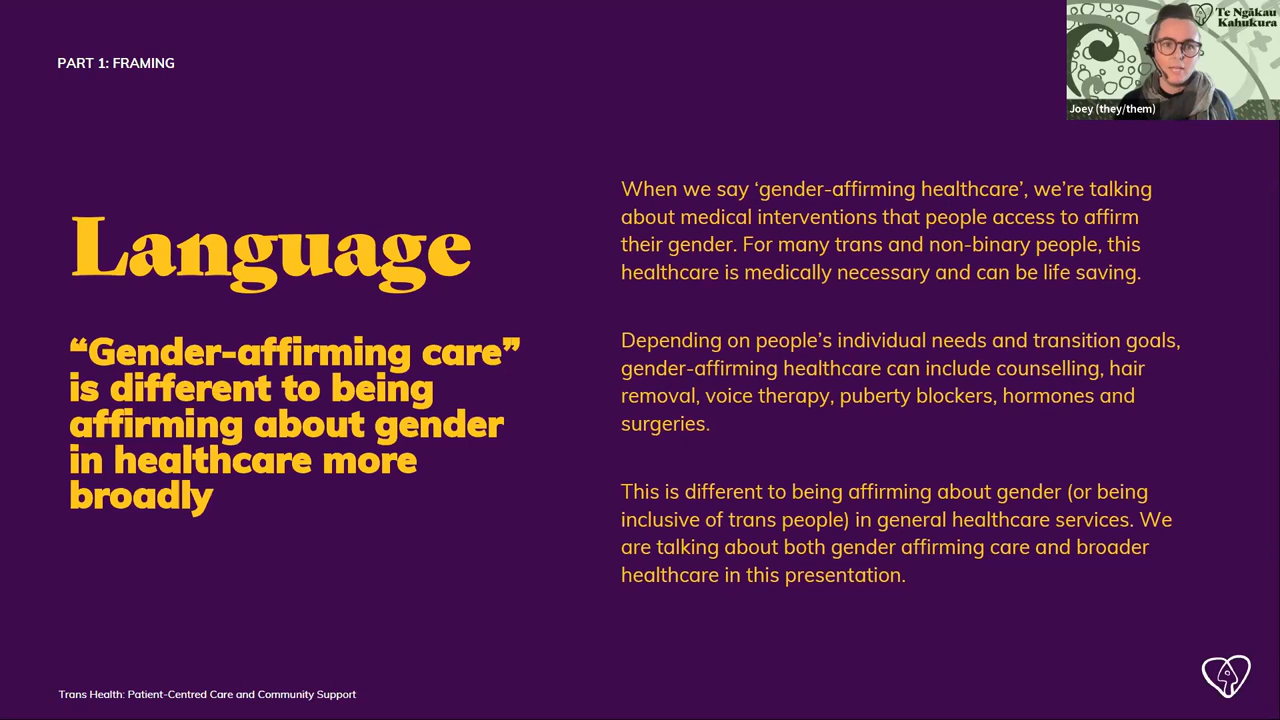 PART 1: FRAMING
Te Ngākau
Kahukura
Joey (they/them)
Language
“Gender-affirming care”
is different to being
affirming about gender
in healthcare more
broadly
When we say ‘gender-affirming healthcare’, we’re talking
about medical interventions that people access to affirm
their gender. For many trans and non-binary people, this
healthcare is medically necessary and can be life saving.
Depending on people’s individual needs and transition goals,
gender-affirming healthcare can include counselling, hair
removal, voice therapy, puberty blockers, hormones and
surgeries.
This is different to being affirming about gender (or being
inclusive of trans people) in general healthcare services. We
are talking about both gender affirming care and broader
healthcare in this presentation.
Trans Health: Patient-Centred Care and Community Support